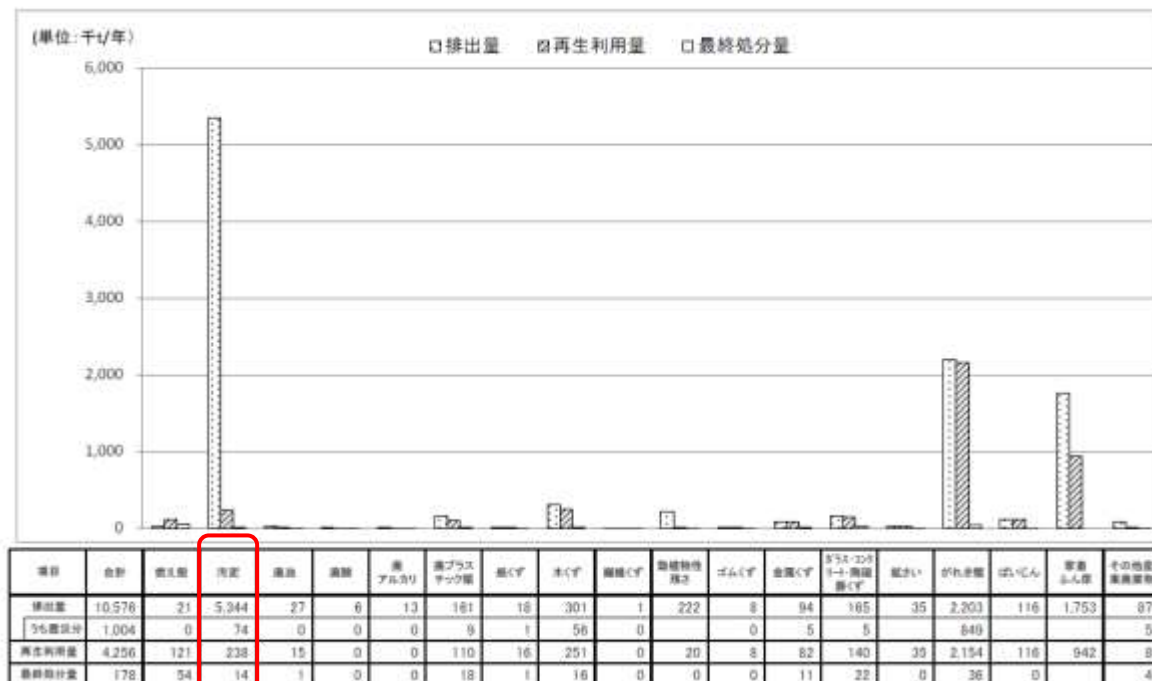 (単位:千t/年)
排出量 再生利用量 最終処分量
6,000
5,000
4,000
3,000
2,000
1,000
0
項目 合計 燃え殻 汚泥 廃油 廃酸 廃アルカリ 廃プラスチック類 紙くず 木くず 繊維くず 動植物性残さ ゴムくず 金属くず ガラス・コンクリート・陶磁器くず 鉱さい がれき類 ばいじん 家畜ふん尿 その他産業廃棄物
排出量 10,576 21 5,344 27 6 13 161 18 301 1 222 8 94 165 35 2,203 116 1,753 87
1,004 0 74 0 0 0 9 1 56 0 0 5 5 849 5
再生利用量 4,256 121 238 15 0 0 110 16 251 0 20 8 82 140 35 2,154 116 942 8
最終処分量 178 54 14 1 0 0 18 1 16 0 0 0 11 22 0 36 0 4